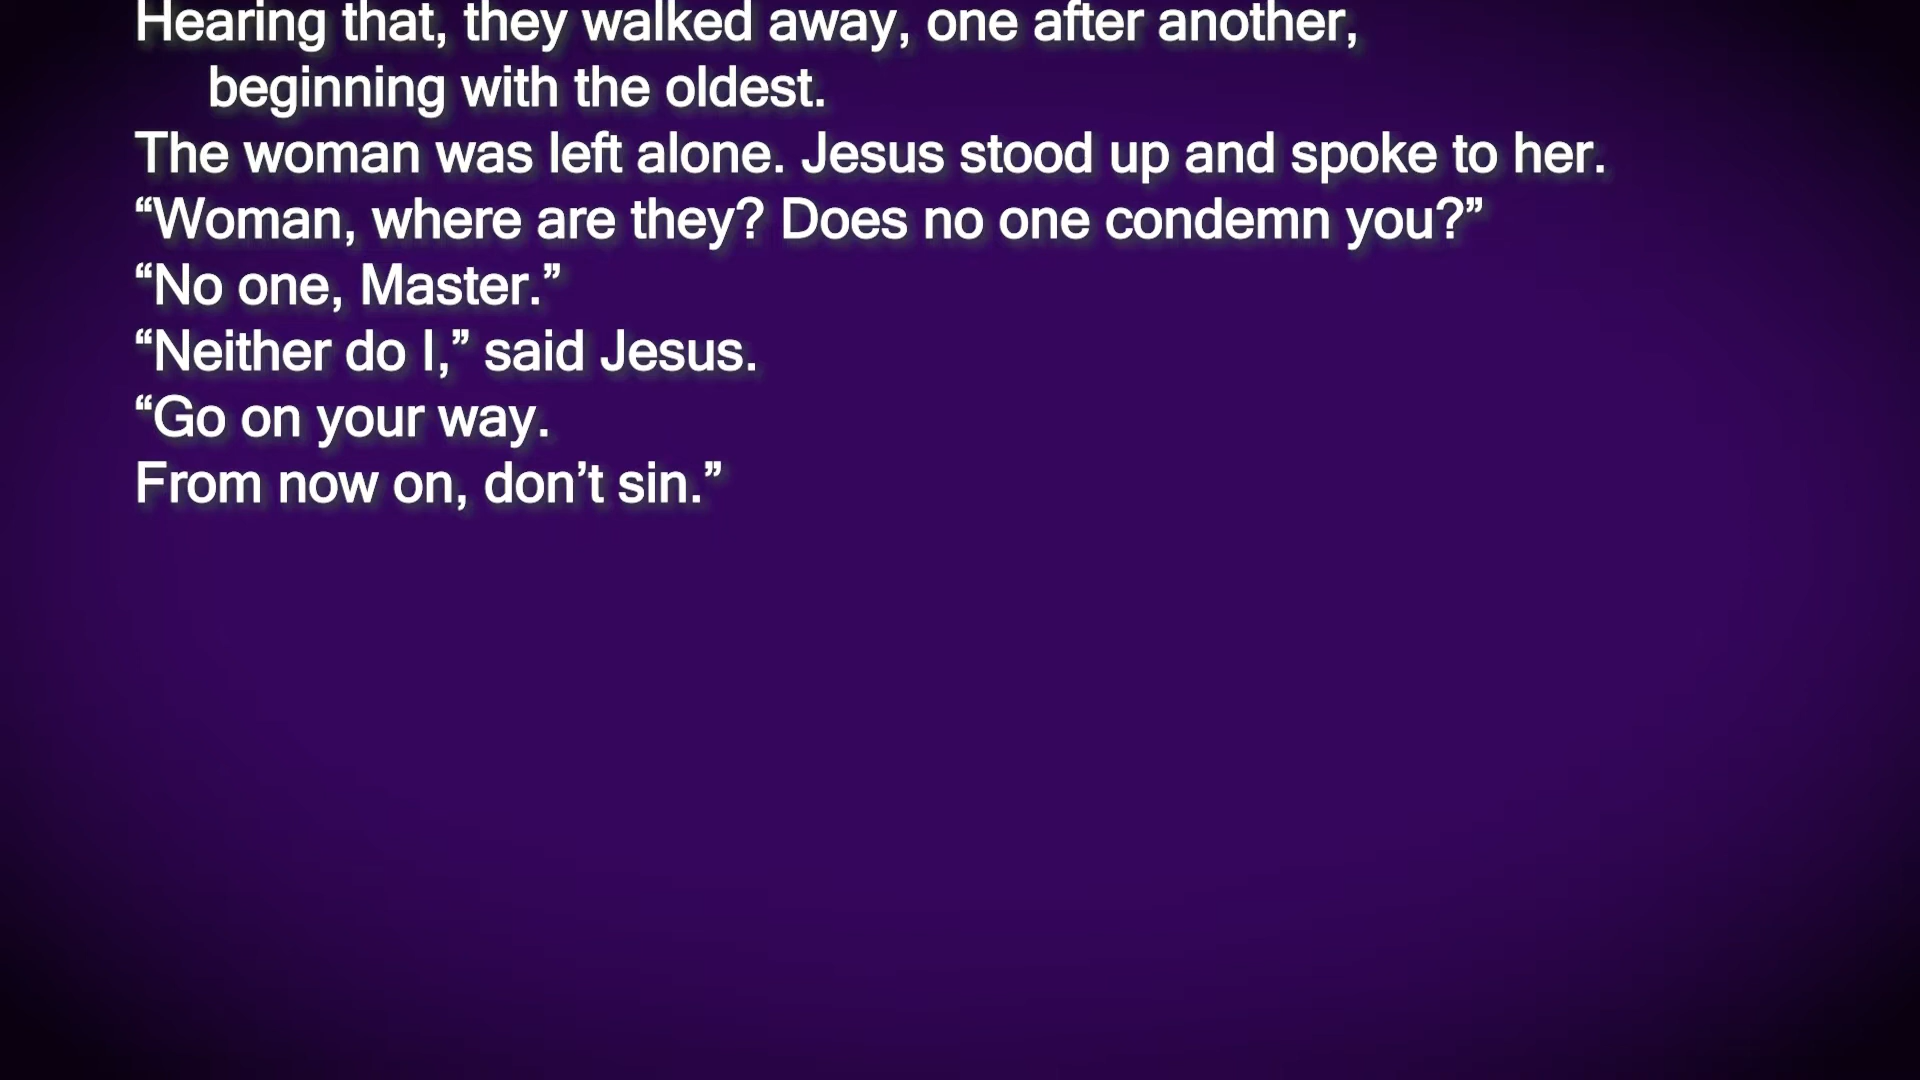 Hearing that, they walked away, one after another,
beginning with the oldest.
The woman was left alone. Jesus stood up and spoke to her.
“Woman, where are they? Does no one condemn you?”
“No one, Master.”
“Neither do I,” said Jesus.
“Go on your way.
From now on, don’t sin.”